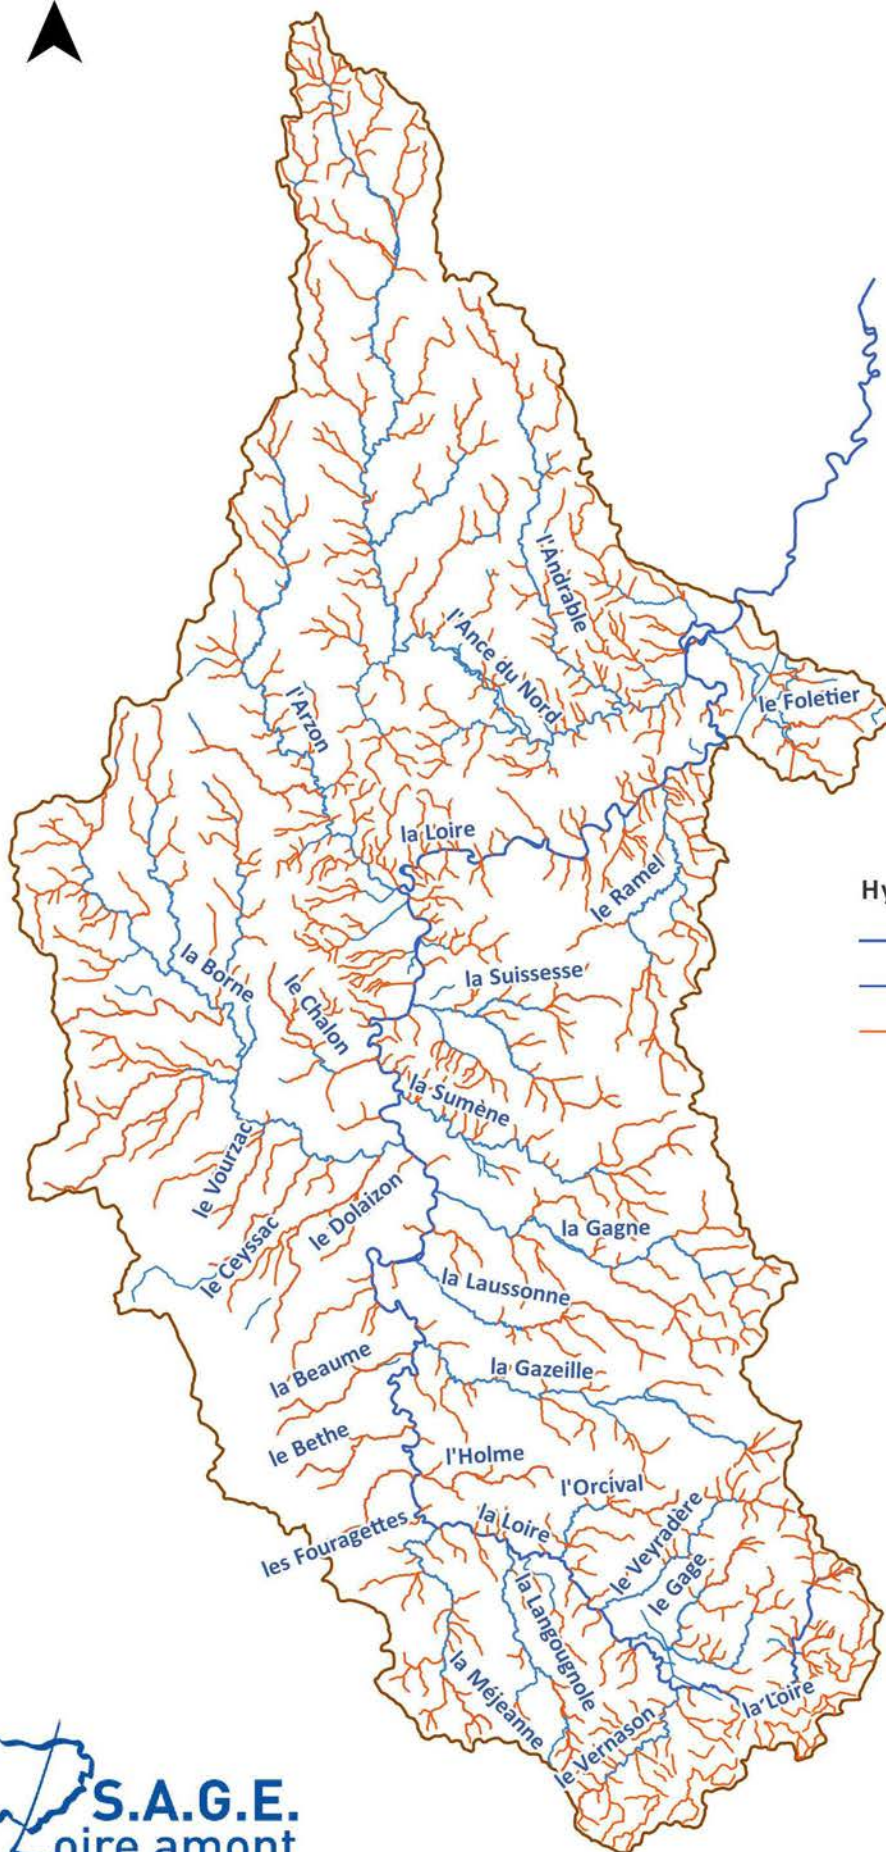 l'Andrable
l'Ance du Nord
le Foletier
l'Arzon
la Loire
le Ramel
Hy
la Borne
le Chalon
la Suissesse
la Sumène
le Vourzac
le Dolaizon
la Gagne
le Ceyssac
la Laussonne
la Beaume
la Gazeille
le Bethe
l'Holme
l'Orcival
la Loire
le Veyradère
les Fouragettes
le Gage
la Langougnole
la Méjeanne
la Loire
le Vernason
S.A.G.E.
oire amont